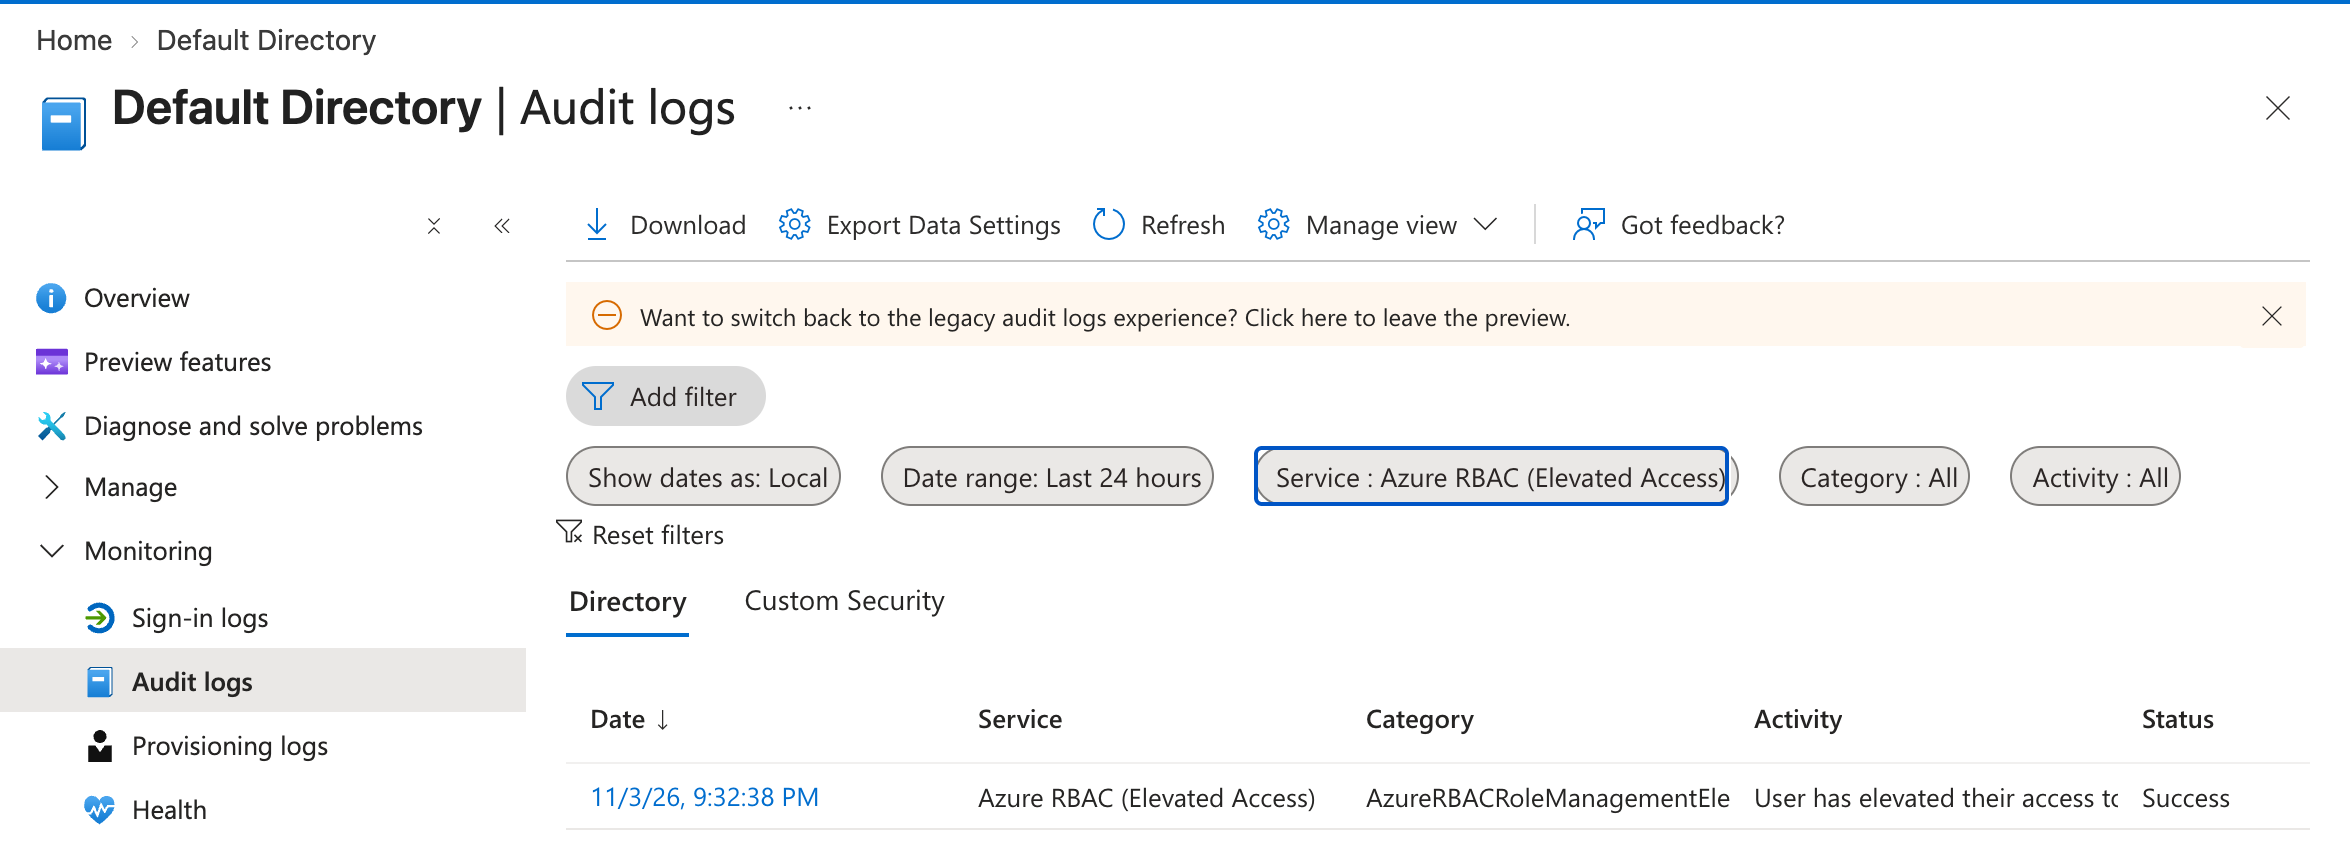 Home > Default Directory
Default Directory | Audit logs ...
Download Export Data Settings Refresh Manage view Got feedback?
Overview
Preview features
Diagnose and solve problems
Manage
Monitoring
Sign-in logs
Audit logs
Provisioning logs
Health
Want to switch back to the legacy audit logs experience? Click here to leave the preview.
Add filter
Show dates as: Local Date range: Last 24 hours Service : Azure RBAC (Elevated Access) Category : All Activity : All
Reset filters
Directory Custom Security
Date ↓ Service Category Activity Status
11/3/26, 9:32:38 PM Azure RBAC (Elevated Access) AzureRBACRoleManagementEle User has elevated their access to Success